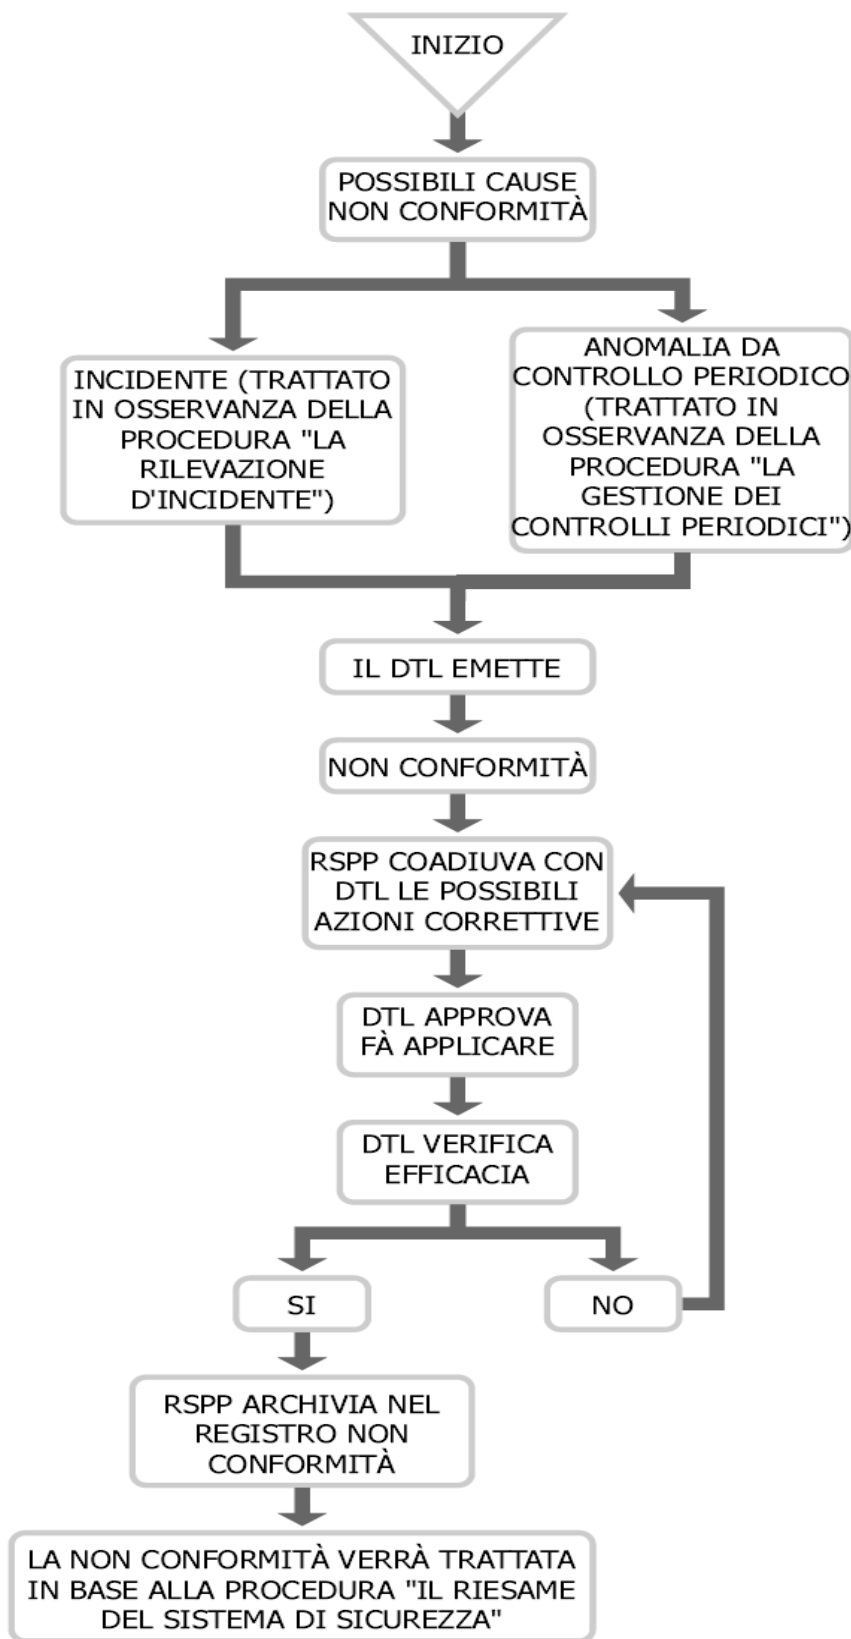 INIZIO
POSSIBILI CAUSE
NON CONFORMITÀ
INCIDENTE (TRATTATO
IN OSSERVANZA DELLA
PROCEDURA "LA
RILEVAZIONE
D'INCIDENTE")
ANOMALIA DA
CONTROLLO PERIODICO
(TRATTATO IN
OSSERVANZA DELLA
PROCEDURA "LA
GESTIONE DEI
CONTROLLI PERIODICI")
IL DTL EMETTE
NON CONFORMITÀ
RSPP COADIUVA CON
DTL LE POSSIBILI
AZIONI CORRETTIVE
DTL APPROVA
FÀ APPLICARE
DTL VERIFICA
EFFICACIA
SI
NO
RSPP ARCHIVIA NEL
REGISTRO NON
CONFORMITÀ
LA NON CONFORMITÀ VERRÀ TRATTATA
IN BASE ALLA PROCEDURA "IL RIESAME
DEL SISTEMA DI SICUREZZA"